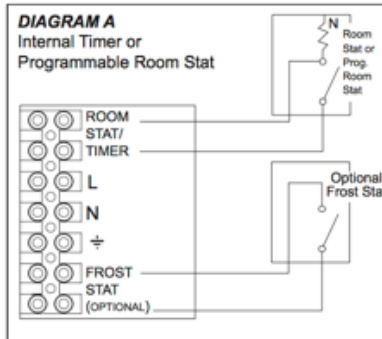 DIAGRAM A
Internal Timer or
Programmable Room Stat
N
Room
Stat or
Prog.
Room
Stat
ROOM
STAT/
TIMER
L
N
Optional
Frost Sta
FROST
STAT
(OPTIONAL)